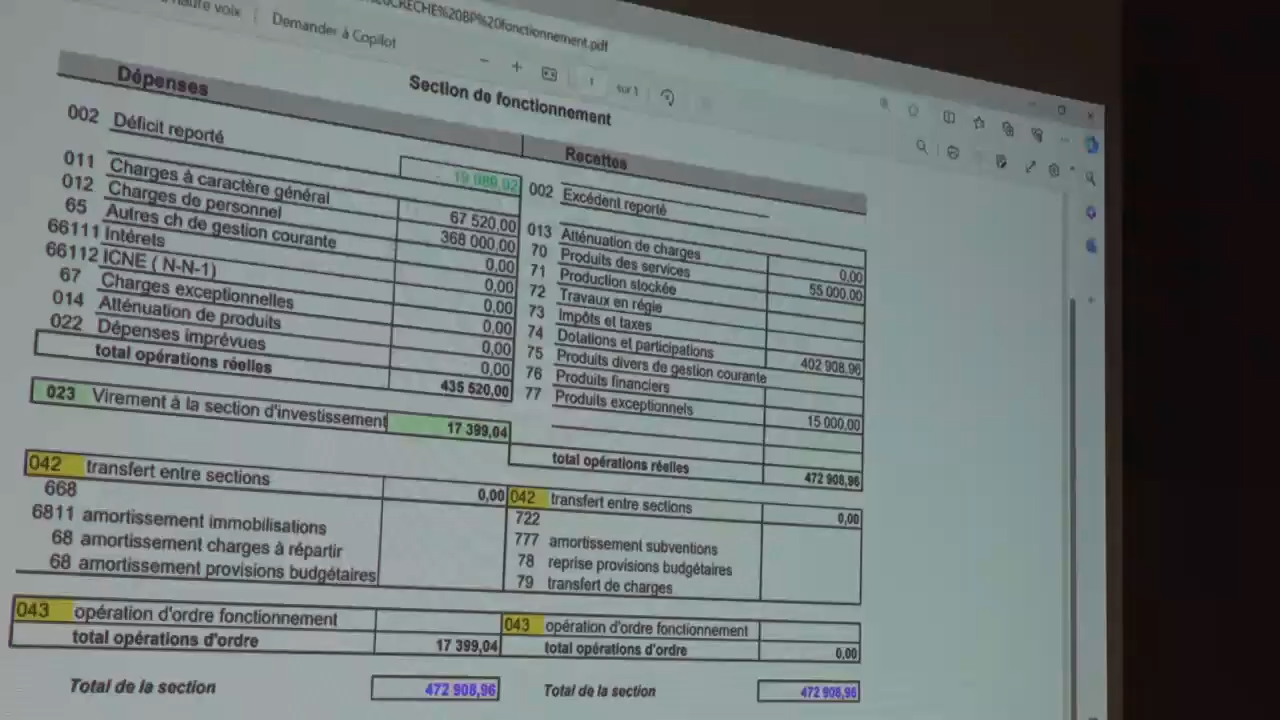 haute voix
Demander à Copilot
CRECHE%20BP%20fonctionnement.pdf
1 sur 1
Section de fonctionnement
Dépenses
002 Déficit reporté
011 Charges à caractère général 67 520,00
012 Charges de personnel 368 000,00
65 Autres ch de gestion courante 0,00
66111 Intérets 0,00
66112 ICNE ( N-N-1) 0,00
67 Charges exceptionnelles 0,00
014 Atténuation de produits 0,00
022 Dépenses imprévues 0,00
total opérations réelles 435 520,00
023 Virement à la section d'investissement 17 399,04
042 transfert entre sections 0,00
668
6811 amortissement immobilisations
68 amortissement charges à répartir
68 amortissement provisions budgétaires
043 opération d'ordre fonctionnement
total opérations d'ordre 17 399,04
Total de la section 472 908,96
Recettes
002 Excédent reporté
013 Atténuation de charges 0,00
70 Produits des services 55 000,00
71 Production stockée
72 Travaux en régie
73 Impôts et taxes
74 Dotations et participations 402 908,96
75 Produits divers de gestion courante
76 Produits financiers
77 Produits exceptionnels 15 000,00
total opérations réelles 472 908,96
042 transfert entre sections 0,00
722
777 amortissement subventions
78 reprise provisions budgétaires
79 transfert de charges
043 opération d'ordre fonctionnement
total opérations d'ordre 0,00
Total de la section 472 908,96